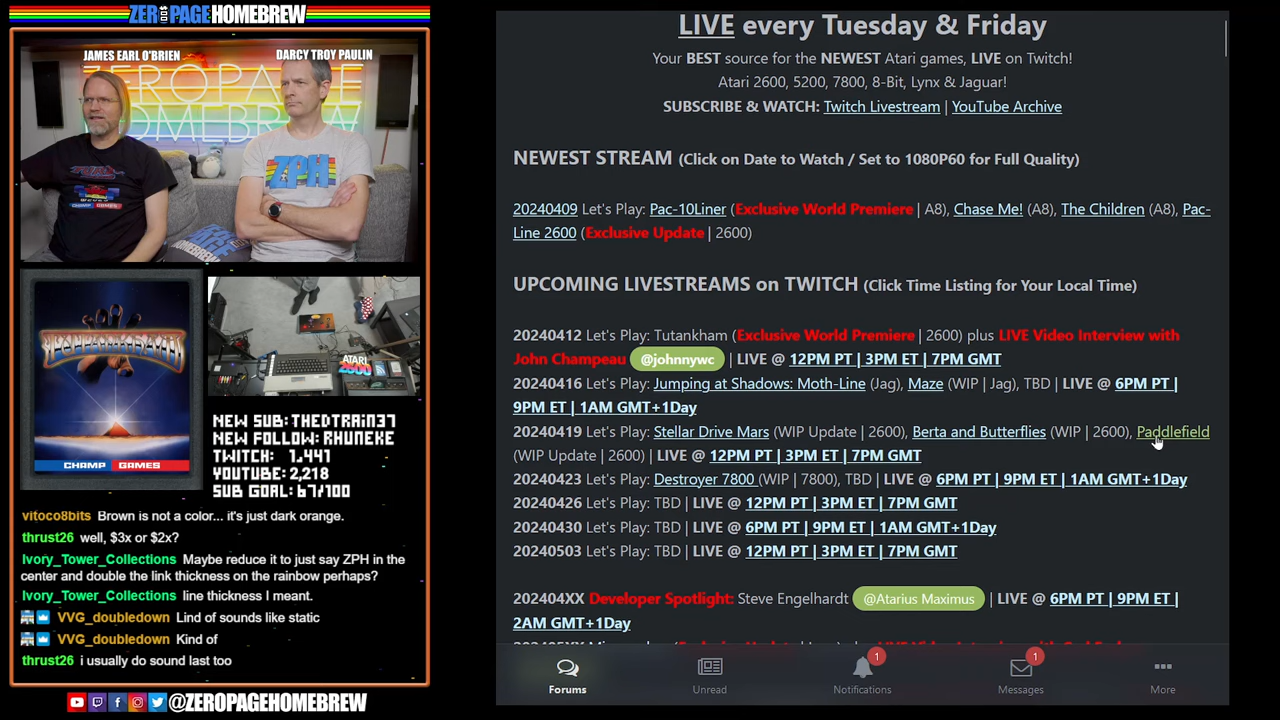 ZEROPAGEHOMEBREW
JAMES EARL O'BRIEN
DARCY TROY PAULIN
ZEROPAGE
HOMEBREW
ZPH
CHAMP GAMES
ATARI
2600
NEW SUB: THEDTRAIN37
NEW FOLLOW: RHUNEKE
TWITCH: 1,441
YOUTUBE: 2,218
SUB GOAL: 67/100
vitoco8bits Brown is not a color... it's just dark orange.
thrust26 well, $3x or $2x?
Ivory_Tower_Collections Maybe reduce it to just say ZPH in the
center and double the link thickness on the rainbow perhaps?
Ivory_Tower_Collections line thickness I meant.
VVG_doubledown Lind of sounds like static
VVG_doubledown Kind of
thrust26 i usually do sound last too
@ZEROPAGEHOMEBREW
LIVE every Tuesday & Friday
Your BEST source for the NEWEST Atari games, LIVE on Twitch!
Atari 2600, 5200, 7800, 8-Bit, Lynx & Jaguar!
SUBSCRIBE & WATCH: Twitch Livestream | YouTube Archive
NEWEST STREAM (Click on Date to Watch / Set to 1080P60 for Full Quality)
20240409 Let's Play: Pac-10Liner (Exclusive World Premiere | A8), Chase Me! (A8), The Children (A8), Pac-
Line 2600 (Exclusive Update | 2600)
UPCOMING LIVESTREAMS on TWITCH (Click Time Listing for Your Local Time)
20240412 Let's Play: Tutankham (Exclusive World Premiere | 2600) plus LIVE Video Interview with
John Champeau @johnnywc | LIVE @ 12PM PT | 3PM ET | 7PM GMT
20240416 Let's Play: Jumping at Shadows: Moth-Line (Jag), Maze (WIP | Jag), TBD | LIVE @ 6PM PT |
9PM ET | 1AM GMT+1Day
20240419 Let's Play: Stellar Drive Mars (WIP Update | 2600), Berta and Butterflies (WIP | 2600), Paddlefield
(WIP Update | 2600) | LIVE @ 12PM PT | 3PM ET | 7PM GMT
20240423 Let's Play: Destroyer 7800 (WIP | 7800), TBD | LIVE @ 6PM PT | 9PM ET | 1AM GMT+1Day
20240426 Let's Play: TBD | LIVE @ 12PM PT | 3PM ET | 7PM GMT
20240430 Let's Play: TBD | LIVE @ 6PM PT | 9PM ET | 1AM GMT+1Day
20240503 Let's Play: TBD | LIVE @ 12PM PT | 3PM ET | 7PM GMT
202404XX Developer Spotlight: Steve Engelhardt @Atarius Maximus | LIVE @ 6PM PT | 9PM ET |
2AM GMT+1Day
Forums
Unread
1
Notifications
1
Messages
More